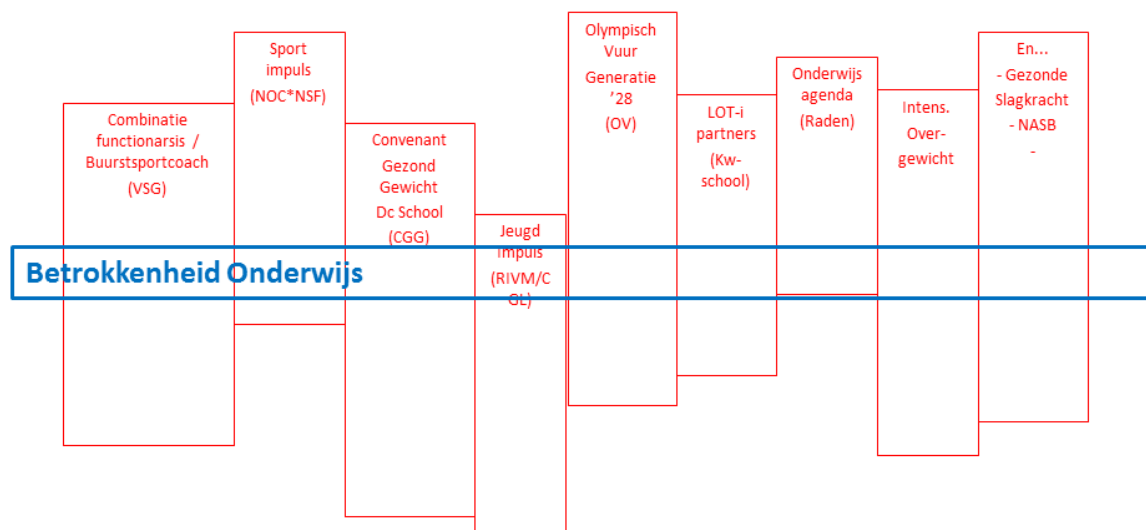 Combinatie
functionarsis /
Buurstsportcoach
(VSG)
Sport
impuls
(NOC*NSF)
Convenant
Gezond
Gewicht
Dc School
(CGG)
Jeugd
Impuls
(RIVM/C
GL)
Olympisch
Vuur
Generatie
'28
(OV)
LOT-i
partners
(Kw-
school)
Onderwijs
agenda
(Raden)
Intens.
Over-
gewicht
En...
- Gezonde
Slagkracht
- NASB
-
Betrokkenheid Onderwijs